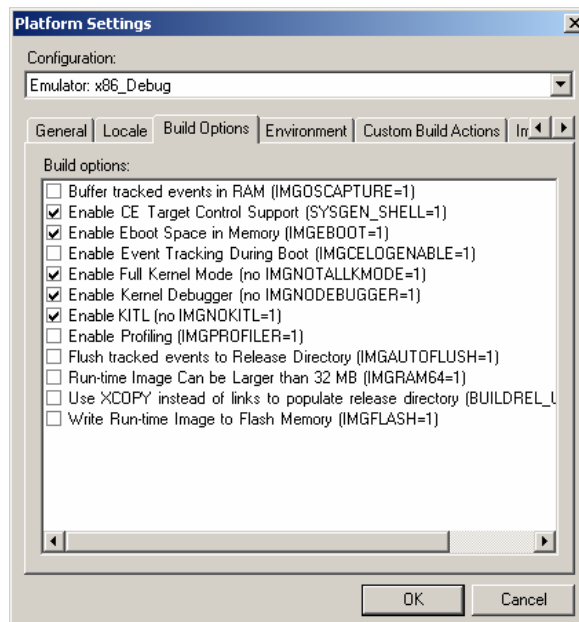 Platform Settings
Configuration:
Emulator: x86_Debug
General Locale Build Options Environment Custom Build Actions
Build options:
Buffer tracked events in RAM (IMGOSCAPTURE=1)
Enable CE Target Control Support (SYSGEN_SHELL=1)
Enable Eboot Space in Memory (IMGEBOOT=1)
Enable Event Tracking During Boot (IMGCELOGENABLE=1)
Enable Full Kernel Mode (no IMGNOTALLKMODE=1)
Enable Kernel Debugger (no IMGNODEBUGGER=1)
Enable KITL (no IMGNOKITL=1)
Enable Profiling (IMGPROFILER=1)
Flush tracked events to Release Directory (IMGAUTOFLUSH=1)
Run-time Image Can be Larger than 32 MB (IMGRAM64=1)
Use XCOPY instead of links to populate release directory (BUILDREL_U
Write Run-time Image to Flash Memory (IMGFLASH=1)
OK Cancel